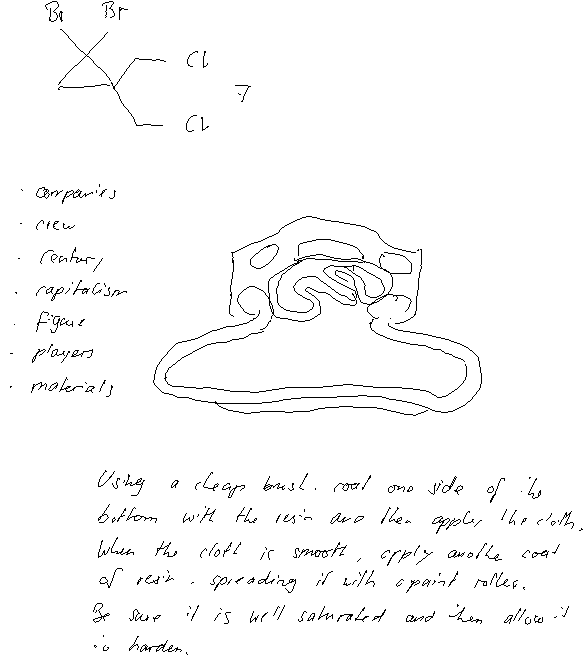 Br Br
Cl
Cl
7
· companies
· crew
· century
· capitalism
· figure
· players
· materials
Using a cheap brush. coat one side of the
bottom with the resin and then apply the cloth.
When the cloth is smooth, apply another coat
of resin. spreading it with a paint roller.
Be sure it is well saturated and then allow it
to harden.